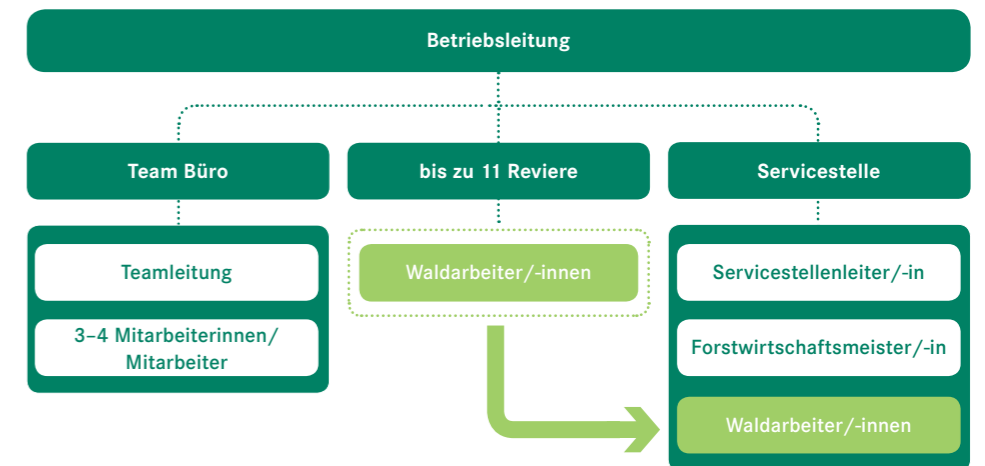 Betriebsleitung
Team Büro
bis zu 11 Reviere
Servicestelle
Teamleitung
3–4 Mitarbeiterinnen/
Mitarbeiter
Waldarbeiter/-innen
Servicestellenleiter/-in
Forstwirtschaftsmeister/-in
Waldarbeiter/-innen